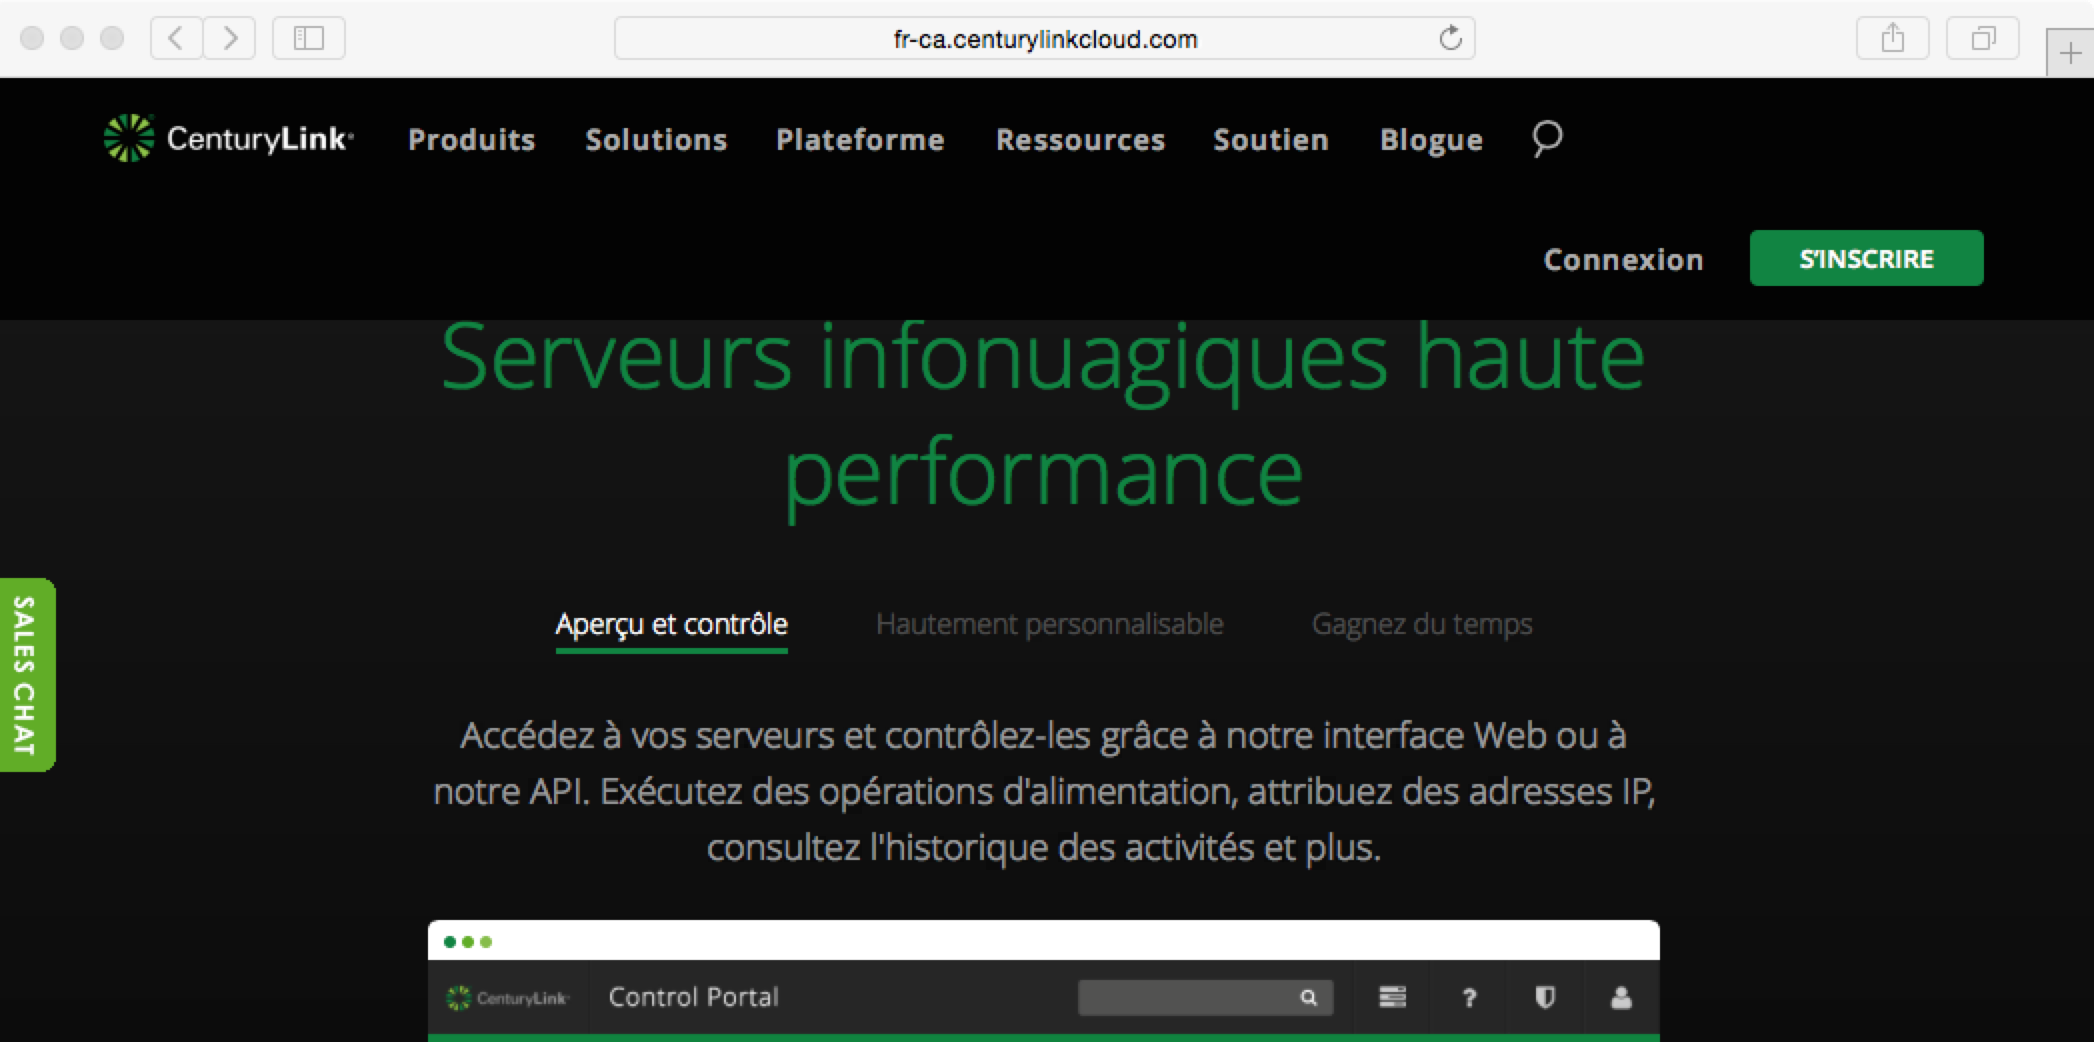 fr-ca.centurylinkcloud.com
CenturyLink
Produits
Solutions
Plateforme
Ressources
Soutien
Blogue
Connexion
S'INSCRIRE
Serveurs infonuagiques haute
performance
SALES CHAT
Aperçu et contrôle
Hautement personnalisable
Gagnez du temps
Accédez à vos serveurs et contrôlez-les grâce à notre interface Web ou à
notre API. Exécutez des opérations d'alimentation, attribuez des adresses IP,
consultez l'historique des activités et plus.
CenturyLink
Control Portal
?